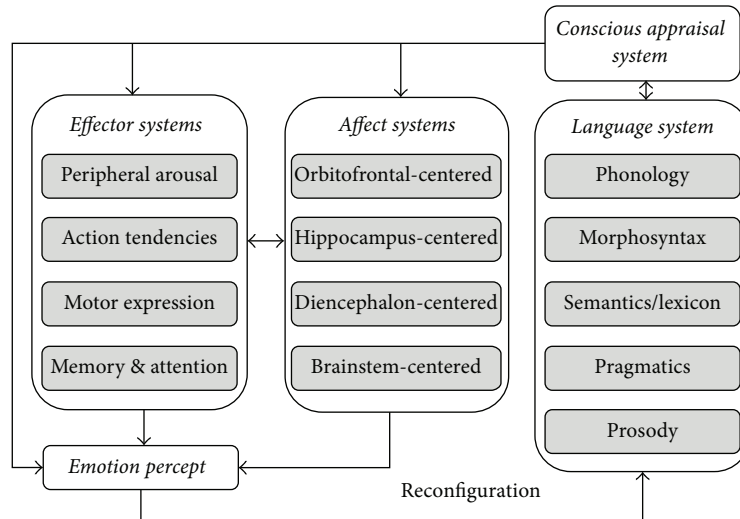 Conscious appraisal
system
Effector systems
Peripheral arousal
Action tendencies
Motor expression
Memory & attention
Affect systems
Orbitofrontal-centered
Hippocampus-centered
Diencephalon-centered
Brainstem-centered
Language system
Phonology
Morphosyntax
Semantics/lexicon
Pragmatics
Prosody
Emotion percept
Reconfiguration